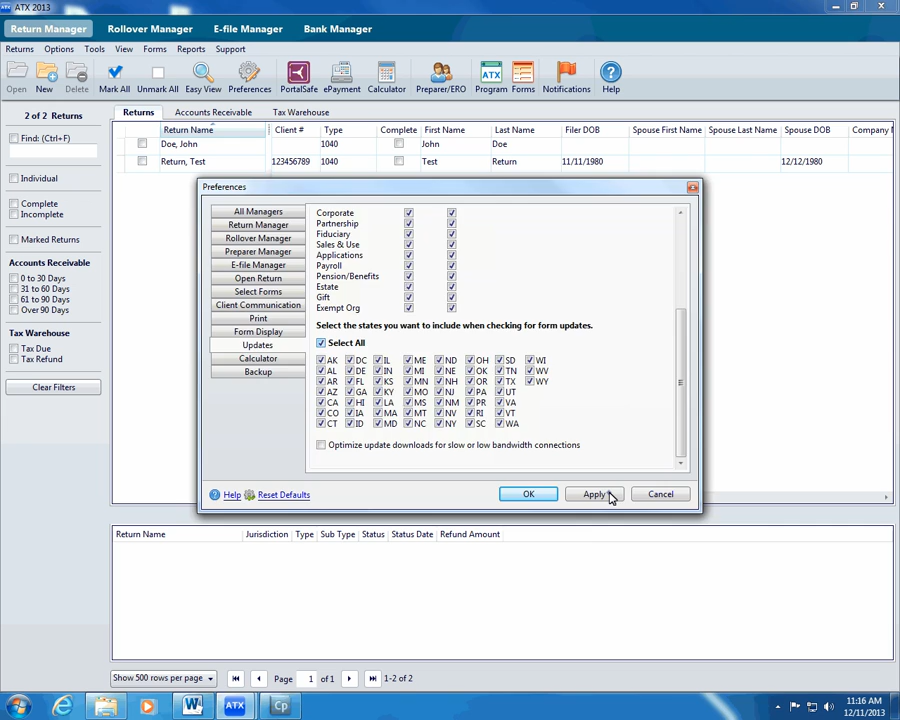 ATX 2013
Return Manager Rollover Manager E-file Manager Bank Manager
Returns Options Tools View Forms Reports Support
Open New Delete Mark All Unmark All Easy View Preferences PortalSafe ePayment Calculator Preparer/ERO Program Forms Notifications Help
2 of 2 Returns
Returns Accounts Receivable Tax Warehouse
Find: (Ctrl+F)
Individual
Complete
Incomplete
Marked Returns
Accounts Receivable
0 to 30 Days
31 to 60 Days
61 to 90 Days
Over 90 Days
Tax Warehouse
Tax Due
Tax Refund
Clear Filters
Return Name Client # Type Complete First Name Last Name Filer DOB Spouse First Name Spouse Last Name Spouse DOB Company N
Doe, John 1040 John Doe
Return, Test 123456789 1040 Test Return 11/11/1980 12/12/1980
Preferences
All Managers
Return Manager
Rollover Manager
Preparer Manager
E-file Manager
Open Return
Select Forms
Client Communication
Print
Form Display
Updates
Calculator
Backup
Corporate
Partnership
Fiduciary
Sales & Use
Applications
Payroll
Pension/Benefits
Estate
Gift
Exempt Org
Select the states you want to include when checking for form updates.
Select All
AK DC IL ME ND OH SD WI
AL DE IN MI NE OK TN WV
AR FL KS MN NH OR TX WY
AZ GA KY MO NJ PA UT
CA HI LA MS NM PR VA
CO IA MA MT NV RI VT
CT ID MD NC NY SC WA
Optimize update downloads for slow or low bandwidth connections
Help Reset Defaults OK Apply Cancel
Return Name Jurisdiction Type Sub Type Status Status Date Refund Amount
Show 500 rows per page Page 1 of 1 1-2 of 2
W ATX Cp
11:16 AM
12/11/2013